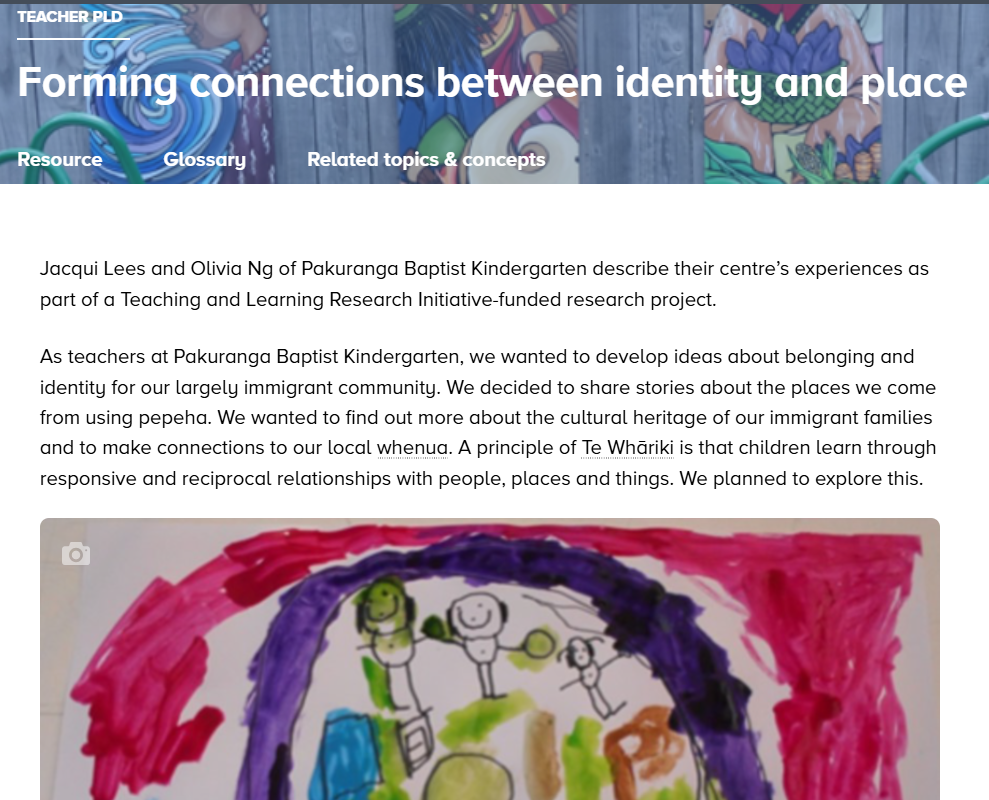 TEACHER PLD
Forming connections between identity and place
Resource Glossary Related topics & concepts
Jacqui Lees and Olivia Ng of Pakuranga Baptist Kindergarten describe their centre’s experiences as
part of a Teaching and Learning Research Initiative-funded research project.
As teachers at Pakuranga Baptist Kindergarten, we wanted to develop ideas about belonging and
identity for our largely immigrant community. We decided to share stories about the places we come
from using pepeha. We wanted to find out more about the cultural heritage of our immigrant families
and to make connections to our local whenua. A principle of Te Whāriki is that children learn through
responsive and reciprocal relationships with people, places and things. We planned to explore this.